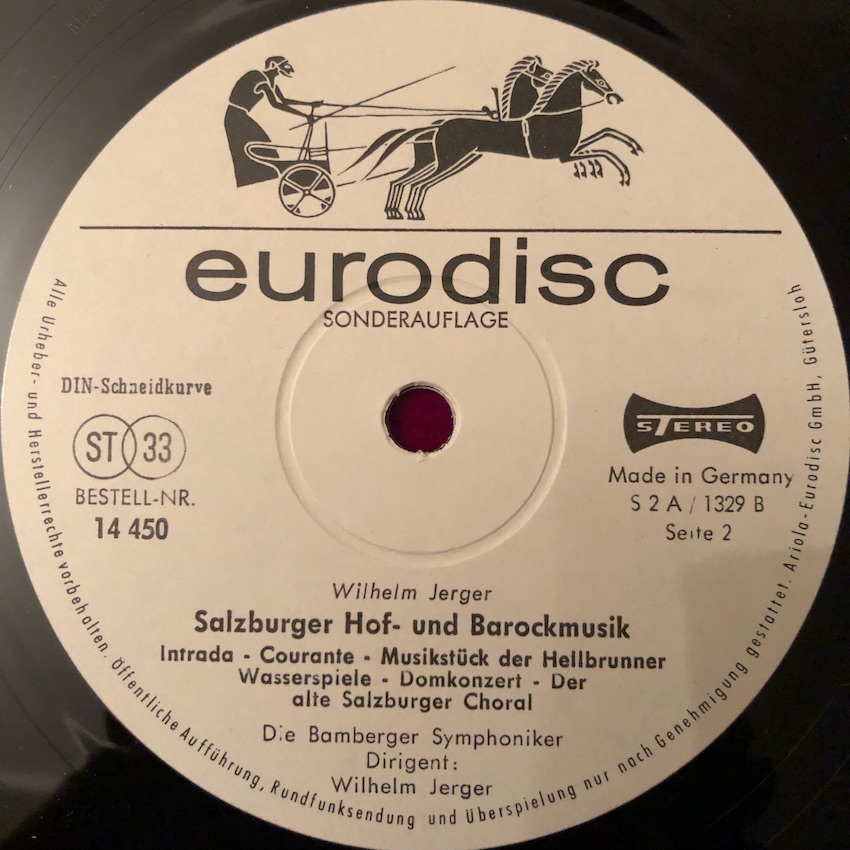 eurodisc
SONDERAUFLAGE
DIN-Schneidkurve
ST 33
BESTELL-NR.
14 450
STEREO
Made in Germany
S 2 A / 1329 B
Seite 2
Wilhelm Jerger
Salzburger Hof- und Barockmusik
Intrada - Courante - Musikstück der Hellbrunner
Wasserspiele - Domkonzert - Der
alte Salzburger Choral
Die Bamberger Symphoniker
Dirigent:
Wilhelm Jerger
Alle Urheber- und Herstellerrechte vorbehalten. Öffentliche Aufführung, Rundfunksendung und Überspielung nur nach Genehmigung gestattet. Ariola-Eurodisc GmbH, Gütersloh